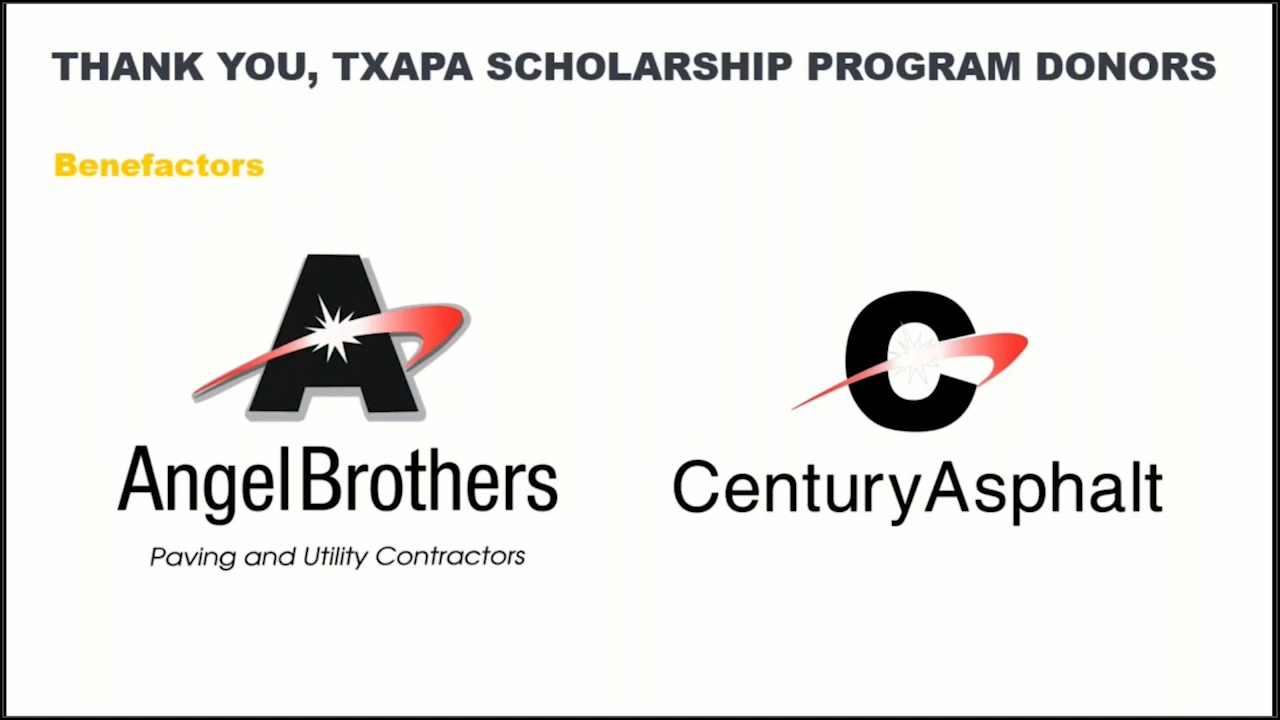 THANK YOU, TXAPA SCHOLARSHIP PROGRAM DONORS
Benefactors
A
AngelBrothers
Paving and Utility Contractors
C
CenturyAsphalt